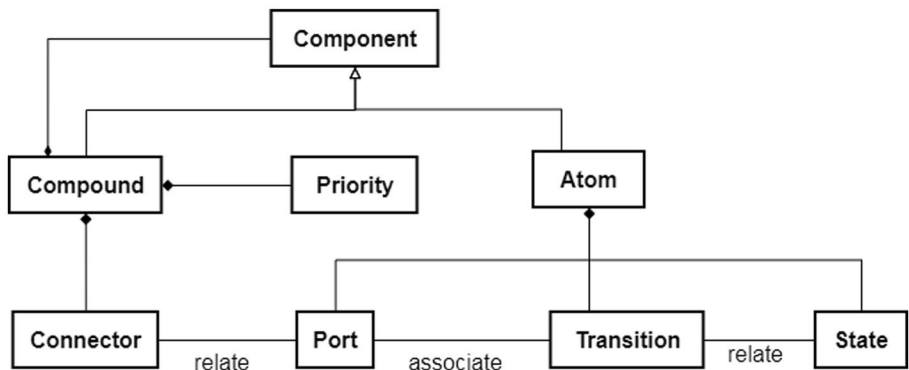 Component
Compound
Priority
Atom
Connector
Port
Transition
State
relate
associate
relate